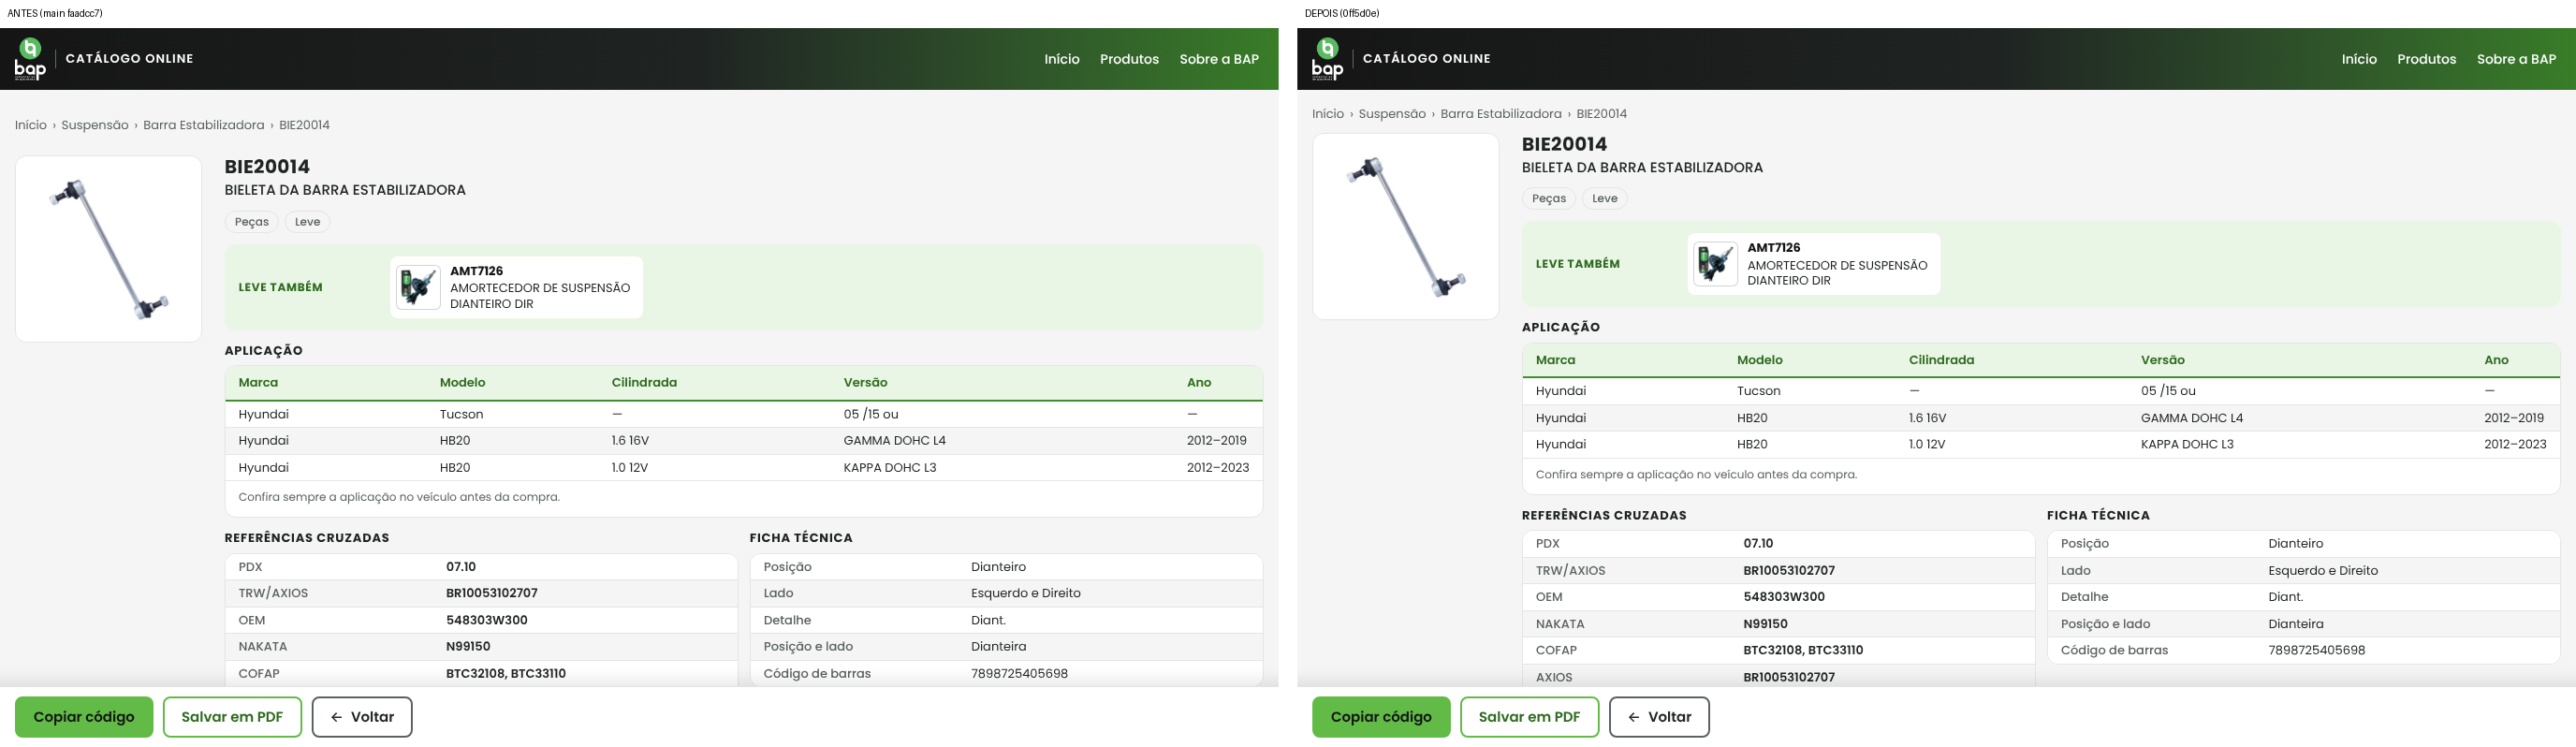 ANTES (main faadcc7)
bap
CATÁLOGO ONLINE
Início Produtos Sobre a BAP
Início › Suspensão › Barra Estabilizadora › BIE20014
BIE20014
BIELETA DA BARRA ESTABILIZADORA
Peças Leve
LEVE TAMBÉM
AMT7126
AMORTECEDOR DE SUSPENSÃO
DIANTEIRO DIR
APLICAÇÃO
Marca Modelo Cilindrada Versão Ano
Hyundai Tucson — 05 /15 ou —
Hyundai HB20 1.6 16V GAMMA DOHC L4 2012–2019
Hyundai HB20 1.0 12V KAPPA DOHC L3 2012–2023
Confira sempre a aplicação no veículo antes da compra.
REFERÊNCIAS CRUZADAS
PDX 07.10
TRW/AXIOS BR10053102707
OEM 548303W300
NAKATA N99150
COFAP BTC32108, BTC33110
FICHA TÉCNICA
Posição Dianteiro
Lado Esquerdo e Direito
Detalhe Diant.
Posição e lado Dianteira
Código de barras 7898725405698
Copiar código Salvar em PDF ← Voltar
DEPOIS (0ff5d0e)
bap
CATÁLOGO ONLINE
Início Produtos Sobre a BAP
Início › Suspensão › Barra Estabilizadora › BIE20014
BIE20014
BIELETA DA BARRA ESTABILIZADORA
Peças Leve
LEVE TAMBÉM
AMT7126
AMORTECEDOR DE SUSPENSÃO
DIANTEIRO DIR
APLICAÇÃO
Marca Modelo Cilindrada Versão Ano
Hyundai Tucson — 05 /15 ou —
Hyundai HB20 1.6 16V GAMMA DOHC L4 2012–2019
Hyundai HB20 1.0 12V KAPPA DOHC L3 2012–2023
Confira sempre a aplicação no veículo antes da compra.
REFERÊNCIAS CRUZADAS
PDX 07.10
TRW/AXIOS BR10053102707
OEM 548303W300
NAKATA N99150
COFAP BTC32108, BTC33110
AXIOS BR10053102707
FICHA TÉCNICA
Posição Dianteiro
Lado Esquerdo e Direito
Detalhe Diant.
Posição e lado Dianteira
Código de barras 7898725405698
Copiar código Salvar em PDF ← Voltar